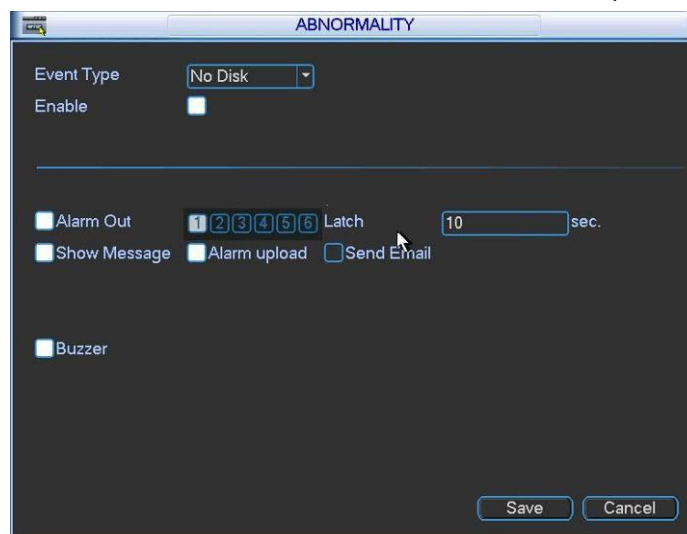 ABNORMALITY
Event Type No Disk
Enable
Alarm Out 1 2 3 4 5 6 Latch 10 sec.
Show Message Alarm upload Send Email
Buzzer
Save Cancel